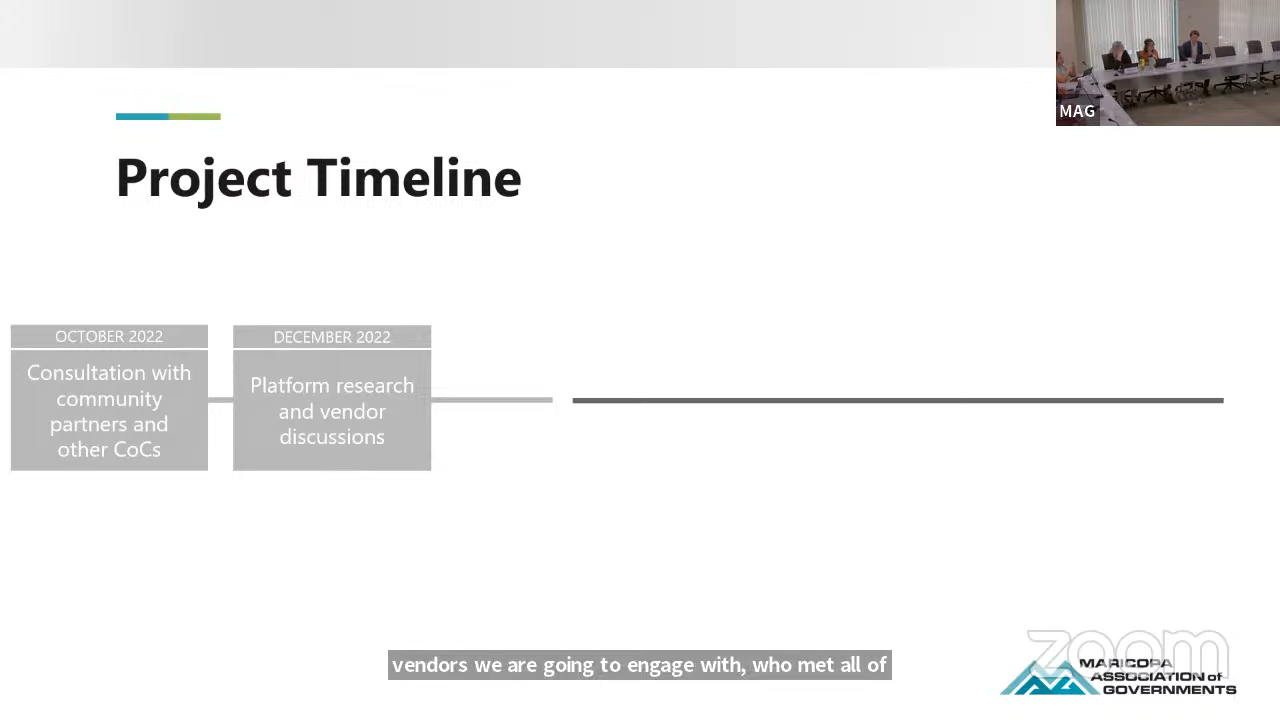 MAG
Project Timeline
OCTOBER 2022
Consultation with
community
partners and
other CoCs
DECEMBER 2022
Platform research
and vendor
discussions
vendors we are going to engage with, who met all of
zoom
MARICOPA
ASSOCIATION of
GOVERNMENTS